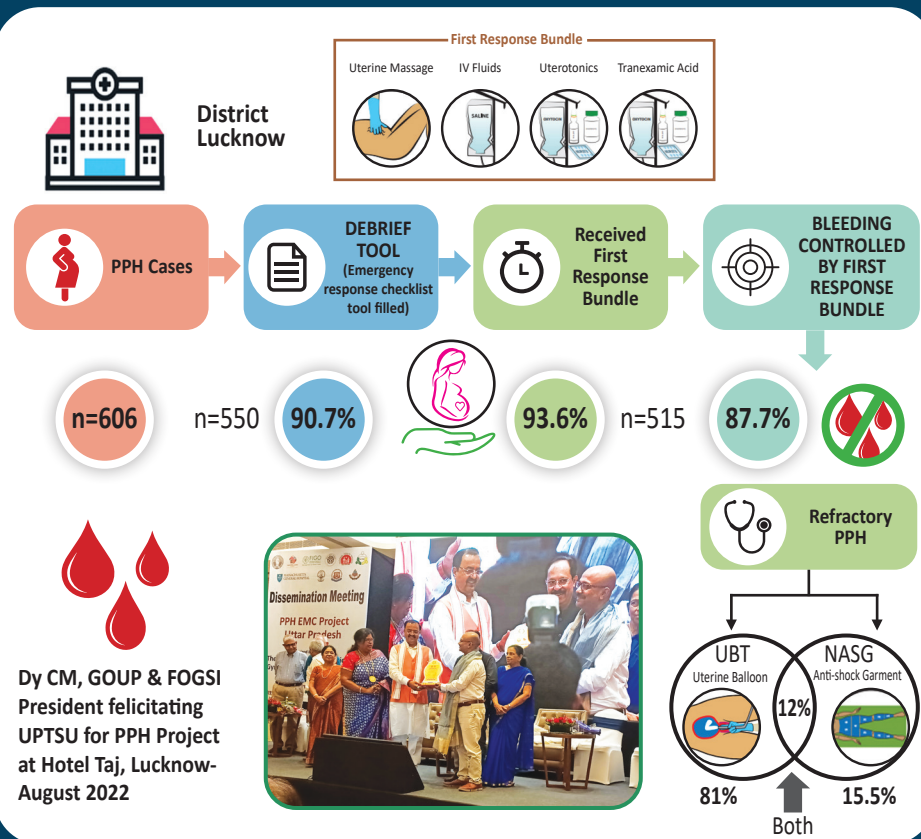 First Response Bundle
Uterine Massage
IV Fluids
Uterotonics
Tranexamic Acid
SALINE
OXYTOCIN
OXYTOCIN
District
Lucknow
PPH Cases
DEBRIEF
TOOL
(Emergency
response checklist
tool filled)
Received
First
Response
Bundle
BLEEDING
CONTROLLED
BY FIRST
RESPONSE
BUNDLE
n=606
n=550
90.7%
93.6%
n=515
87.7%
Refractory
PPH
UBT
Uterine Balloon
NASG
Anti-shock Garment
12%
81%
15.5%
Both
Dissemination Meeting
PPH EMC Project
Uttar Pradesh
Dy CM, GOUP & FOGSI
President felicitating
UPTSU for PPH Project
at Hotel Taj, Lucknow-
August 2022